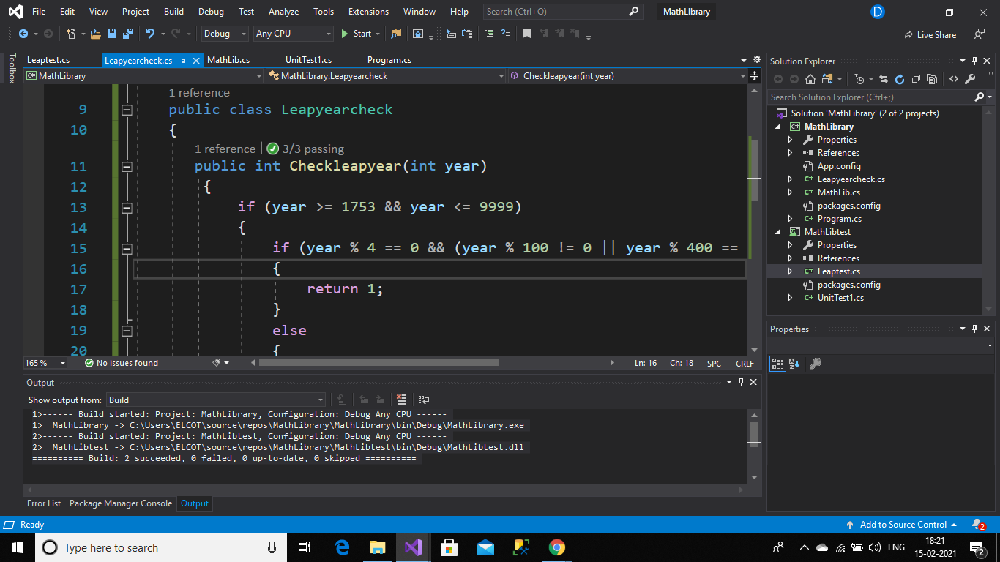 File Edit View Project Build Debug Test Analyze Tools Extensions Window Help Search (Ctrl+Q) MathLibrary D
Debug Any CPU Start Live Share
Toolbox
Leaptest.cs Leapyearcheck.cs MathLib.cs UnitTest1.cs Program.cs
MathLibrary MathLibrary.Leapyearcheck Checkleapyear(int year)
1 reference
9 public class Leapyearcheck
10 {
1 reference | 3/3 passing
11 public int Checkleapyear(int year)
12 {
13 if (year >= 1753 && year <= 9999)
14 {
15 if (year % 4 == 0 && (year % 100 != 0 || year % 400 ==
16 {
17 return 1;
18 }
19 else
20 {
165 % No issues found Ln: 16 Ch: 18 SPC CRLF
Output
Show output from: Build
1>------ Build started: Project: MathLibrary, Configuration: Debug Any CPU ------
1> MathLibrary -> C:\Users\ELCOT\source\repos\MathLibrary\MathLibrary\bin\Debug\MathLibrary.exe
2>------ Build started: Project: MathLibtest, Configuration: Debug Any CPU ------
2> MathLibtest -> C:\Users\ELCOT\source\repos\MathLibrary\MathLibtest\bin\Debug\MathLibtest.dll
========== Build: 2 succeeded, 0 failed, 0 up-to-date, 0 skipped ==========
Error List Package Manager Console Output
Solution Explorer
Search Solution Explorer (Ctrl+;)
Solution 'MathLibrary' (2 of 2 projects)
C# MathLibrary
Properties
References
App.config
C# Leapyearcheck.cs
C# MathLib.cs
packages.config
C# Program.cs
MathLibtest
Properties
References
C# Leaptest.cs
packages.config
C# UnitTest1.cs
Properties
Ready Add to Source Control 2
Type here to search ENG 18:21
15-02-2021 2